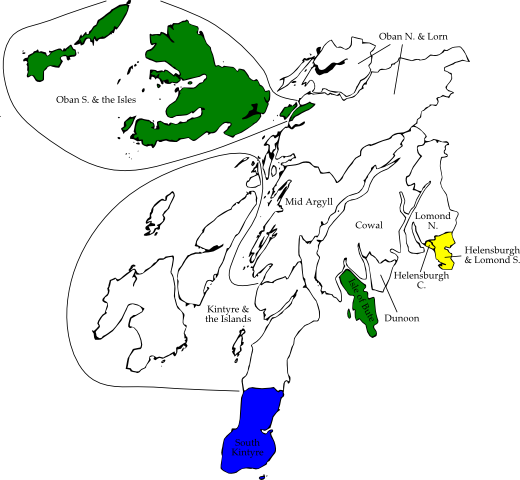 Oban N. & Lorn
Oban S. & the Isles
Mid Argyll
Cowal
Lomond
N.
Helensburgh
& Lomond S.
Helensburgh
C.
Isle of Bute
Dunoon
Kintyre &
the Islands
South
Kintyre